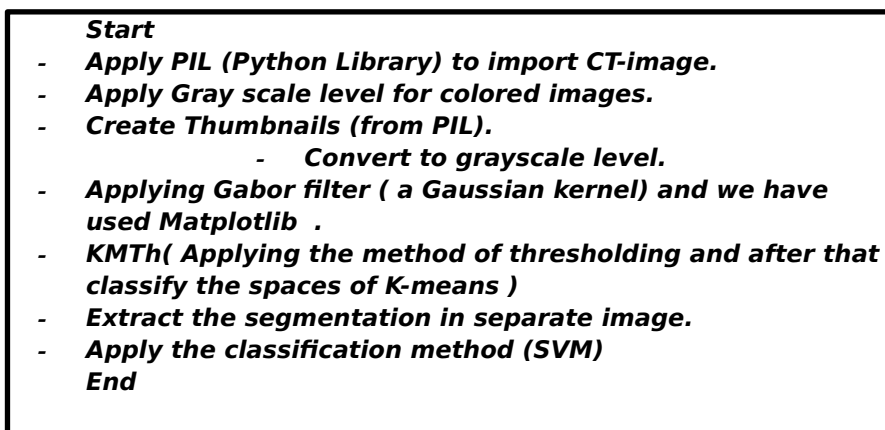 Start
- Apply PIL (Python Library) to import CT-image.
- Apply Gray scale level for colored images.
- Create Thumbnails (from PIL).
- Convert to grayscale level.
- Applying Gabor filter ( a Gaussian kernel) and we have
used Matplotlib .
- KMTh( Applying the method of thresholding and after that
classify the spaces of K-means )
- Extract the segmentation in separate image.
- Apply the classification method (SVM)
End